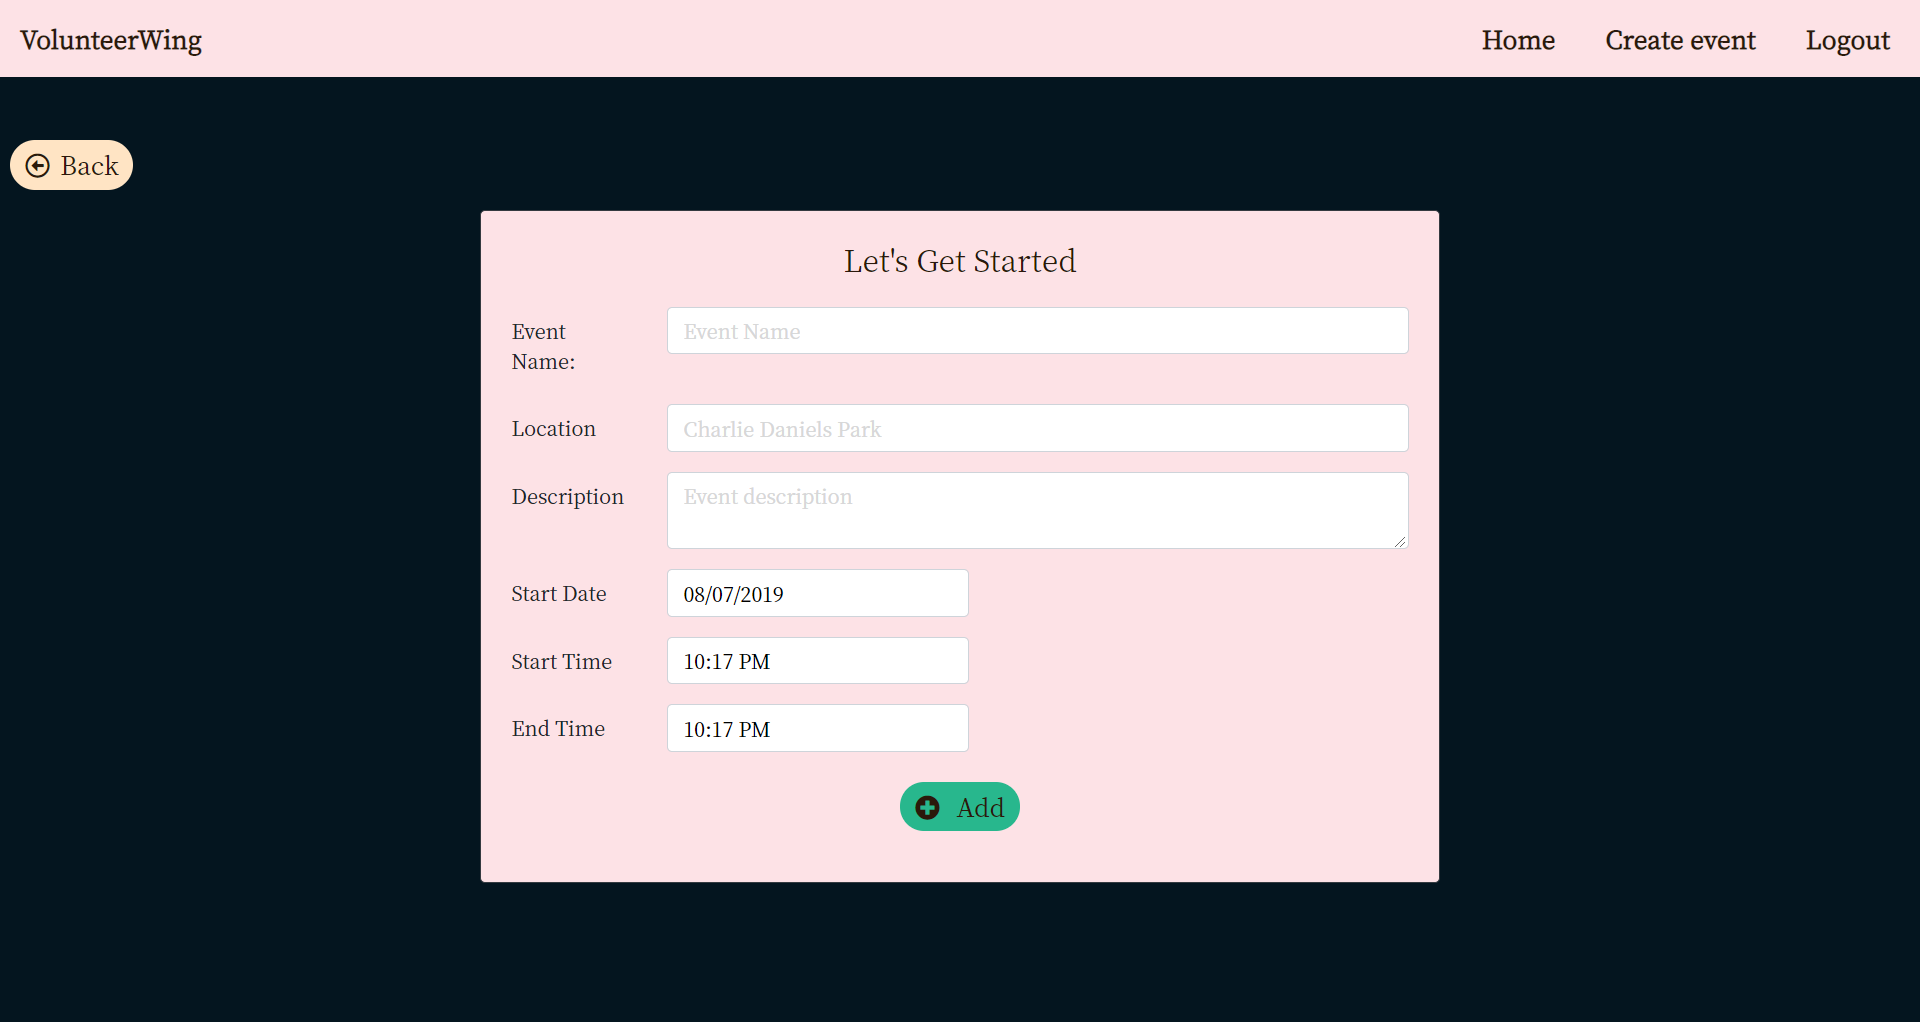 VolunteerWing
Home
Create event
Logout
Back
Let's Get Started
Event
Name:
Event Name
Location
Charlie Daniels Park
Description
Event description
Start Date
08/07/2019
Start Time
10:17 PM
End Time
10:17 PM
Add